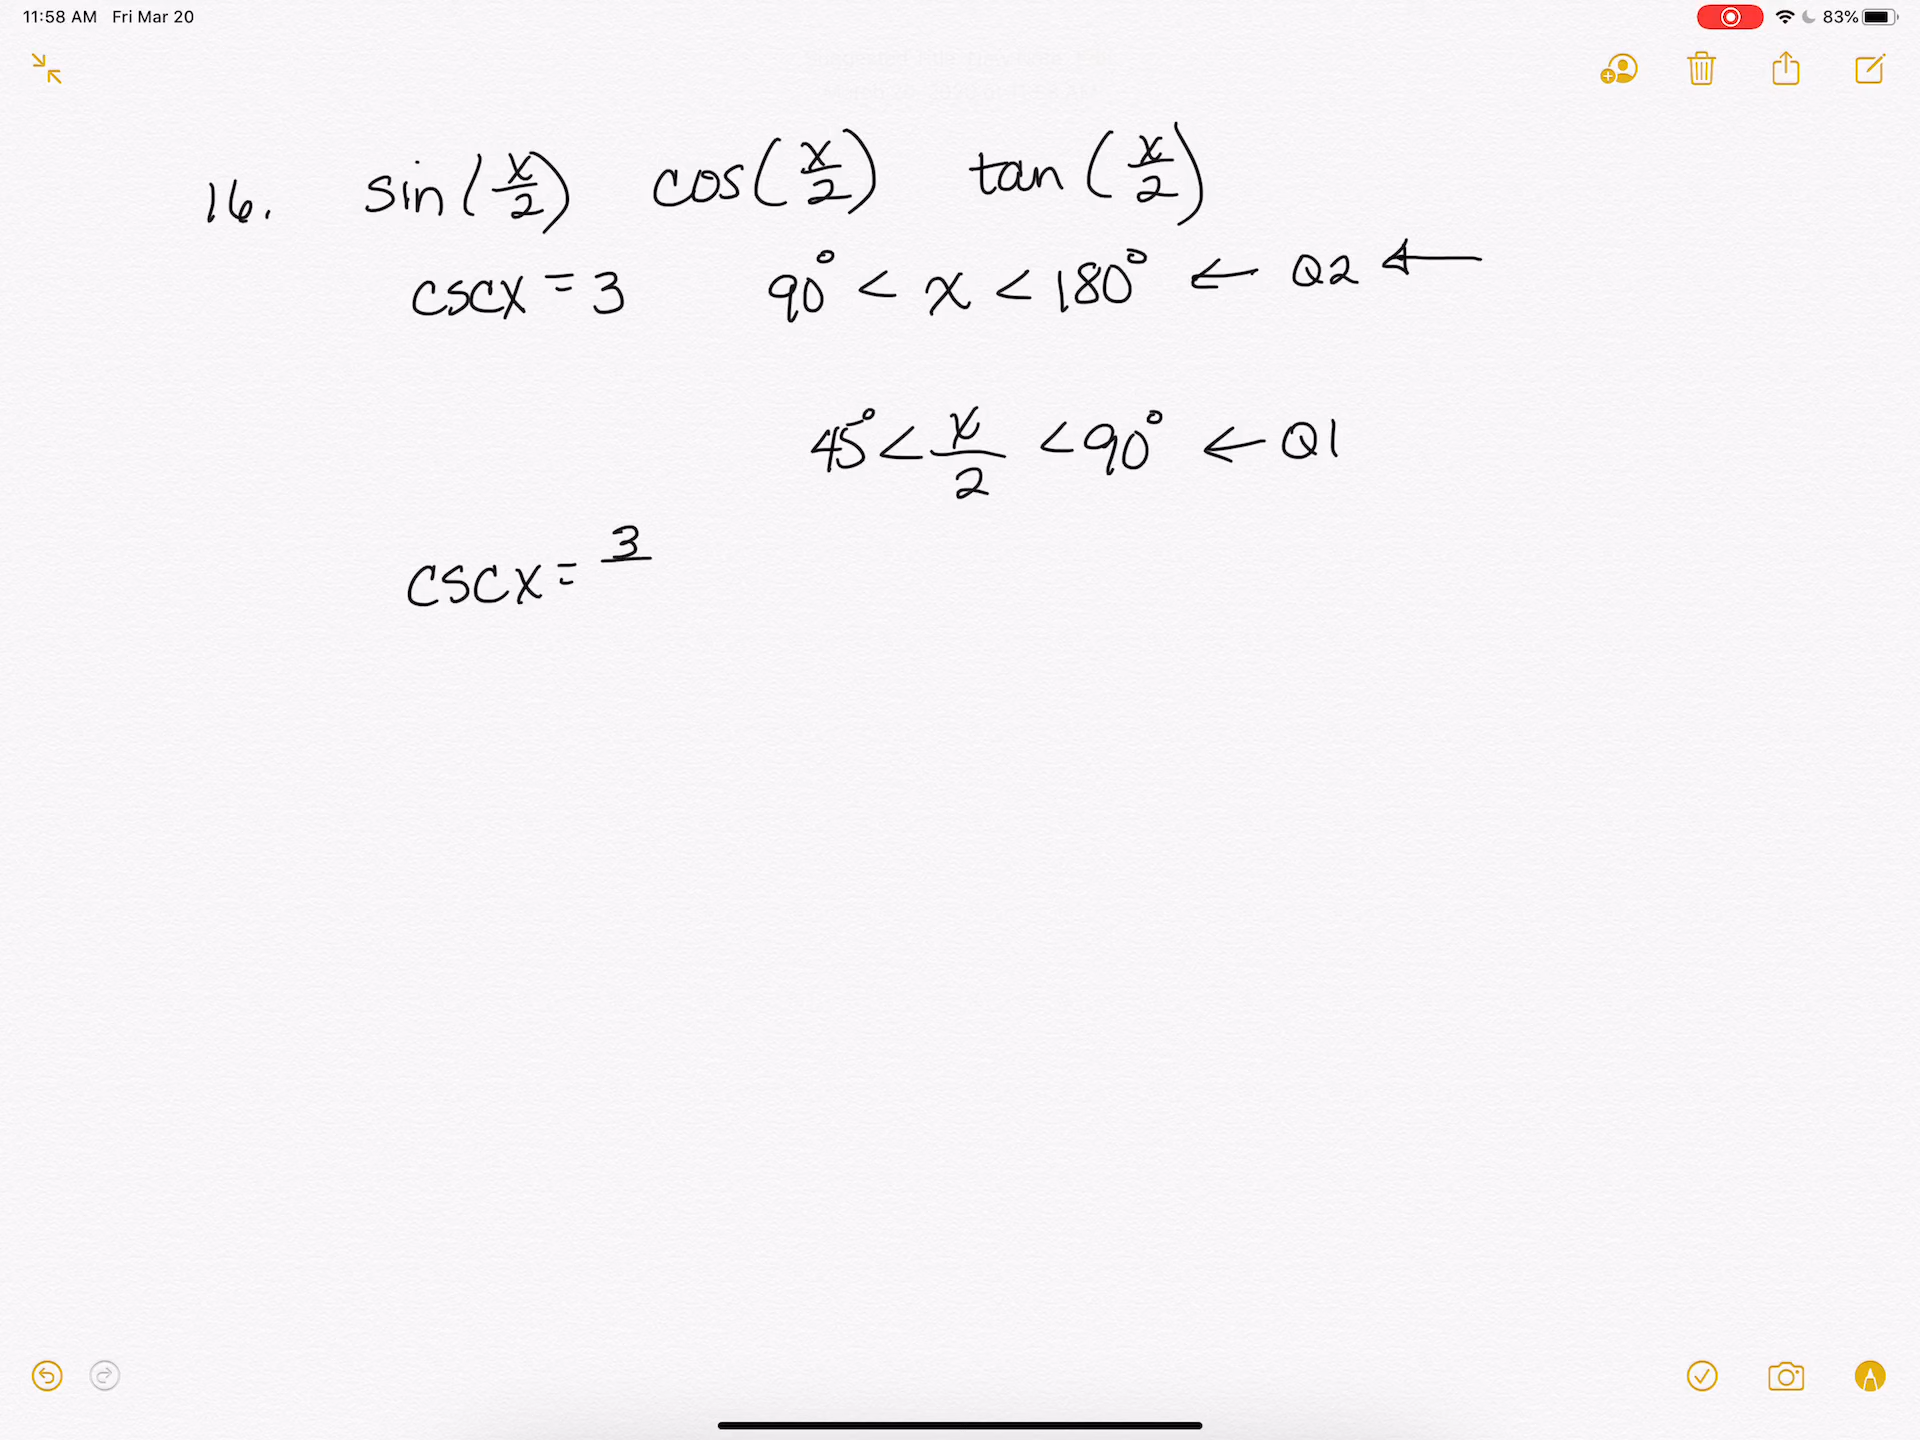 11:58 AM Fri Mar 20 83%
16. sin(x/2) cos(x/2) tan(x/2)
cscx = 3 90° < x < 180° ← Q2 ←
45° < x/2 < 90° ← Q1
cscx = 3/